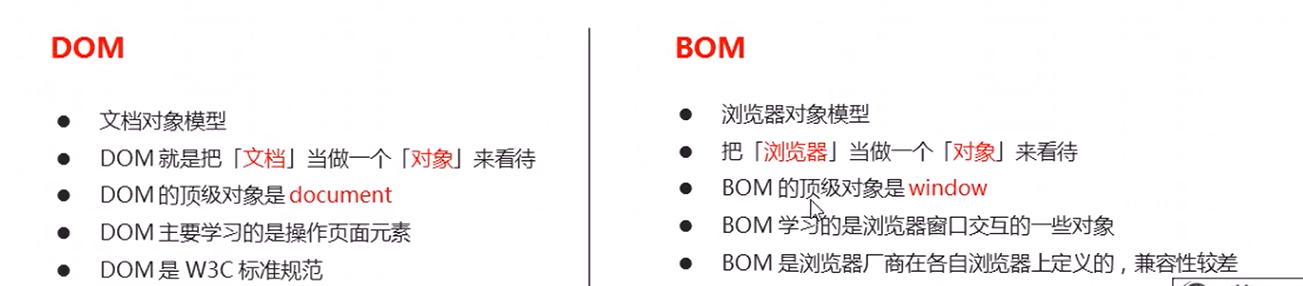 DOM
文档对象模型
DOM 就是把「文档」当做一个「对象」来看待
DOM 的顶级对象是 document
DOM 主要学习的是操作页面元素
DOM 是 W3C 标准规范
BOM
浏览器对象模型
把「浏览器」当做一个「对象」来看待
BOM 的顶级对象是 window
BOM 学习的是浏览器窗口交互的一些对象
BOM 是浏览器厂商在各自浏览器上定义的，兼容性较差